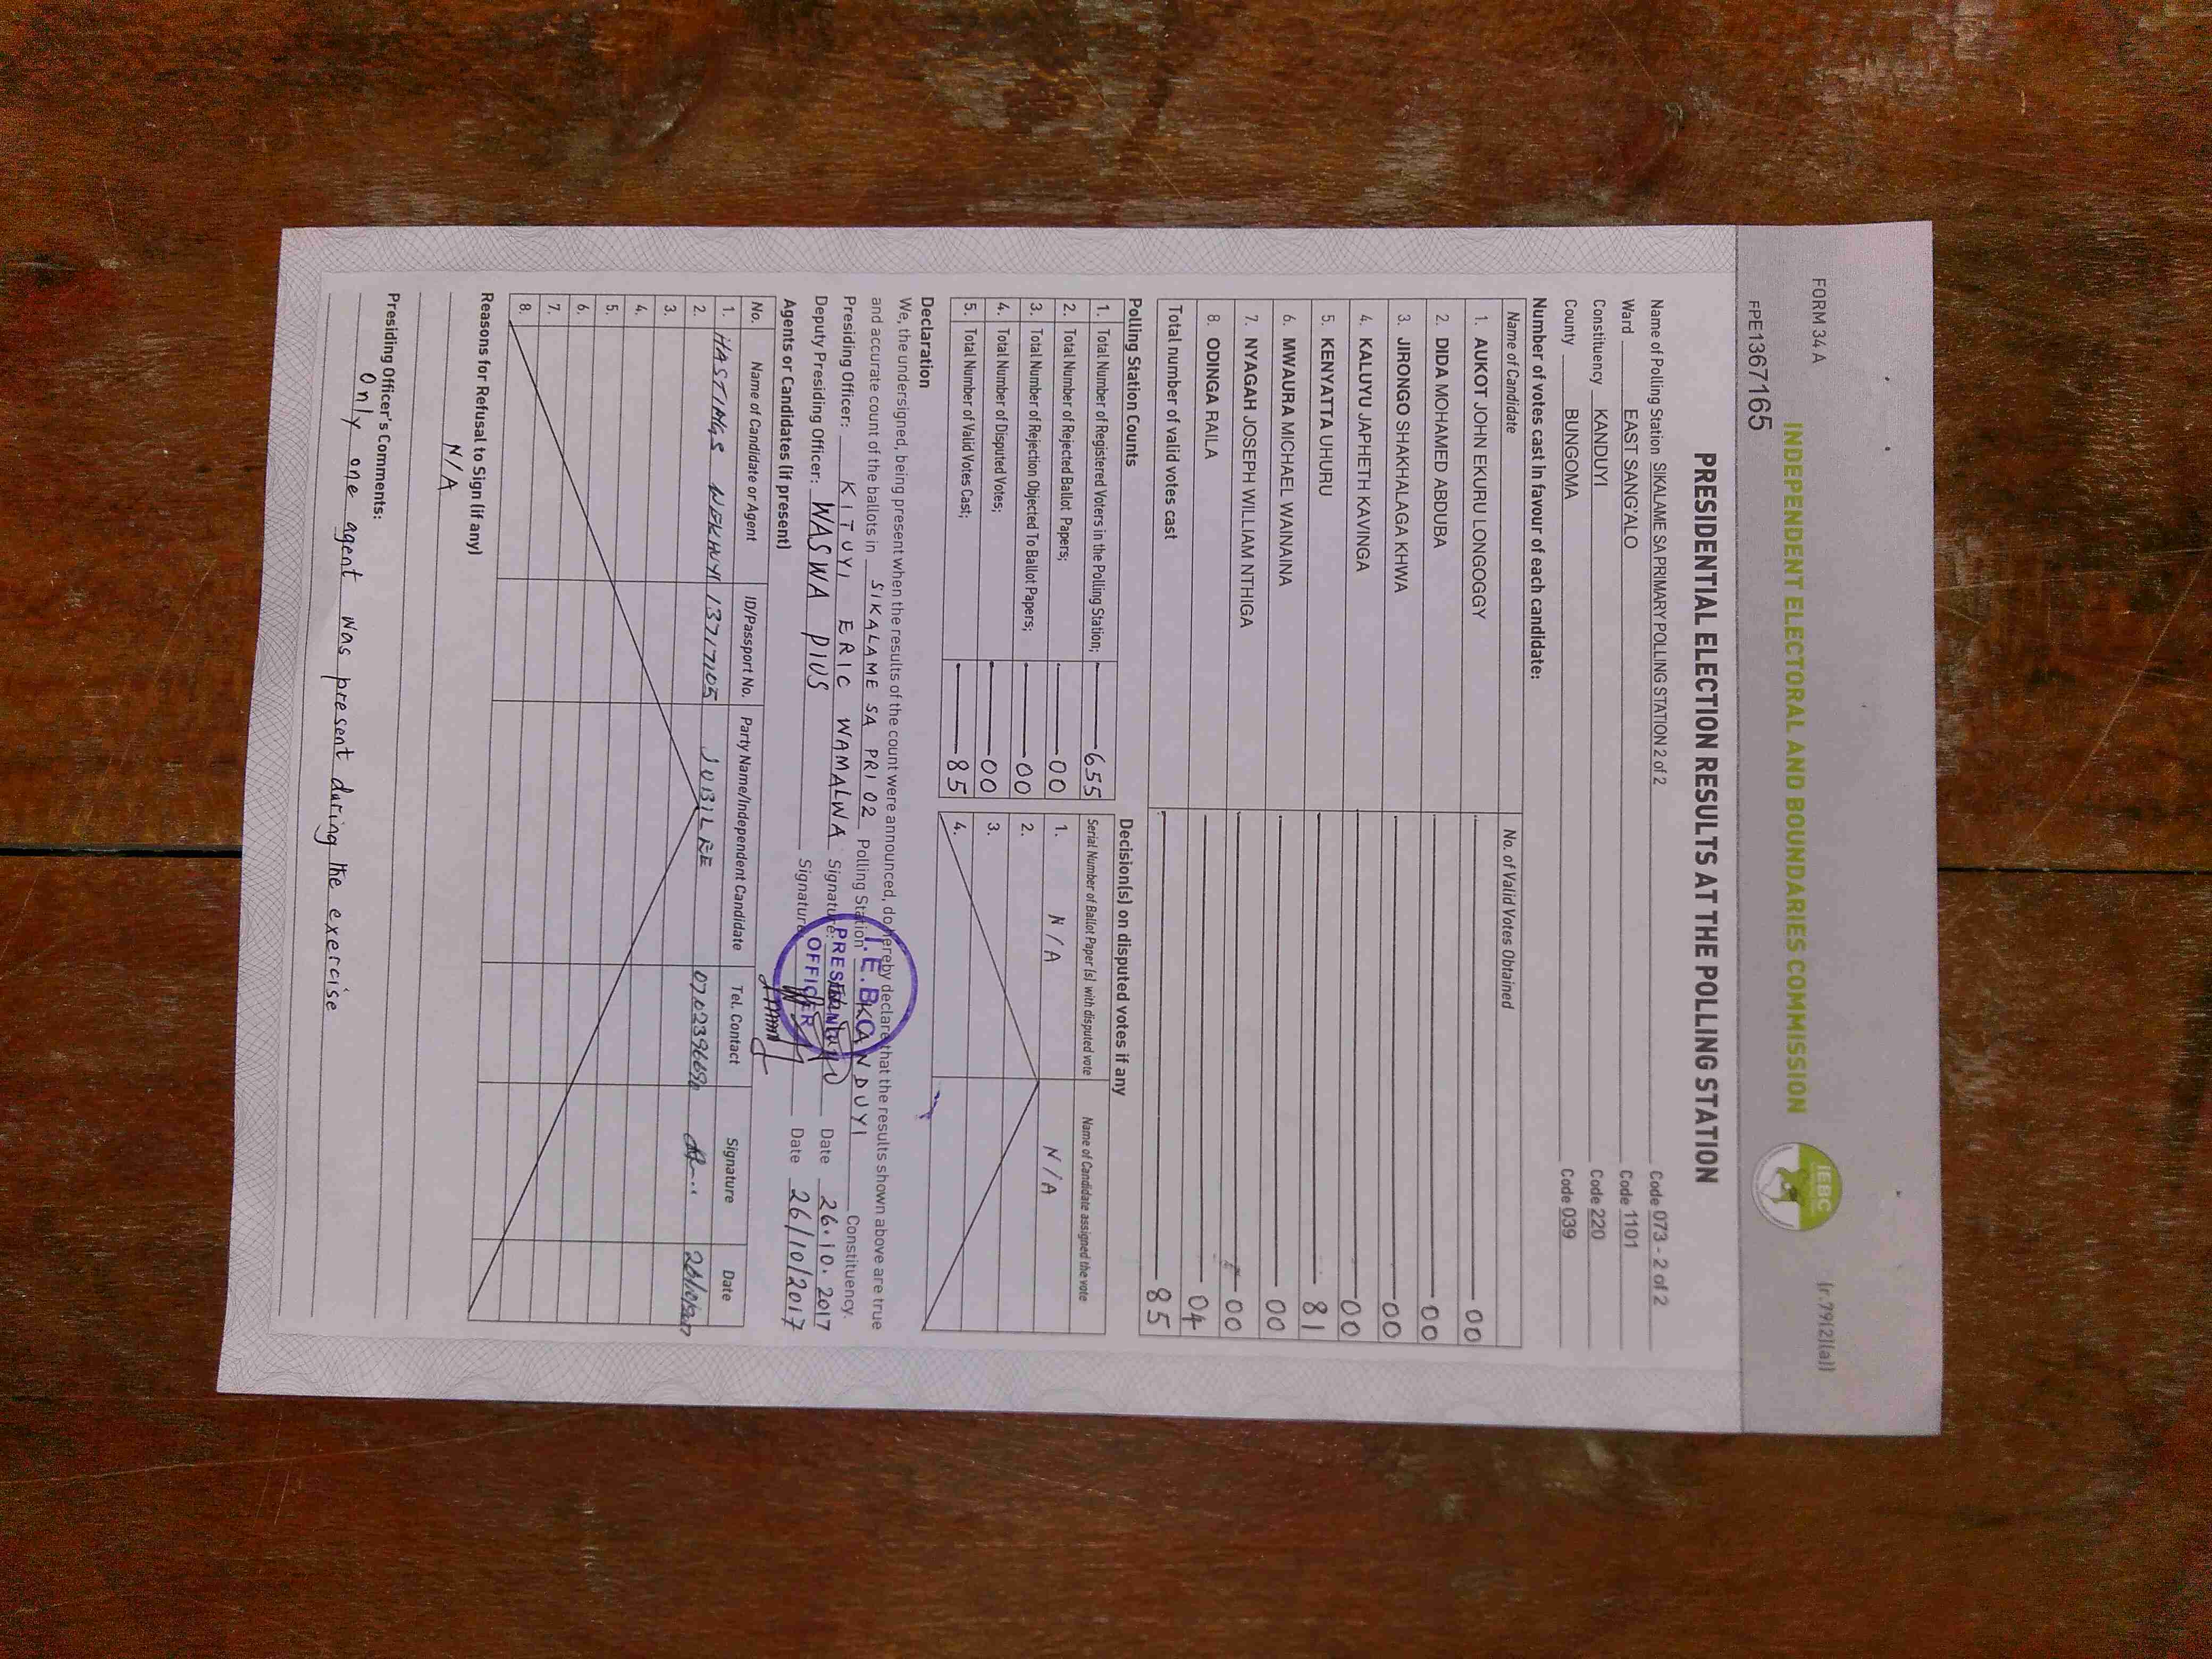 FORM 34 A
(r.79(2)(a))
INDEPENDENT ELECTORAL AND BOUNDARIES COMMISSION
IEBC
FPE1367165
PRESIDENTIAL ELECTION RESULTS AT THE POLLING STATION
Name of Polling Station SIKALAME SA PRIMARY POLLING STATION 2 of 2 Code 073 - 2 of 2
Ward EAST SANG'ALO Code 1101
Constituency KANDUYI Code 220
County BUNGOMA Code 039
Number of votes cast in favour of each candidate:
Name of Candidate No. of Valid Votes Obtained
1. AUKOT JOHN EKURU LONGOGGY 00
2. DIDA MOHAMED ABDUBA 00
3. JIRONGO SHAKHALAGA KHWA 00
4. KALUYU JAPHETH KAVINGA 00
5. KENYATTA UHURU 81
6. MWAURA MICHAEL WAINAINA 00
7. NYAGAH JOSEPH WILLIAM NTHIGA 00
8. ODINGA RAILA 04
Total number of valid votes cast 85
Polling Station Counts
1. Total Number of Registered Voters in the Polling Station; 655
2. Total Number of Rejected Ballot Papers; 00
3. Total Number of Rejection Objected To Ballot Papers; 00
4. Total Number of Disputed Votes; 00
5. Total Number of Valid Votes Cast; 85
Decision(s) on disputed votes if any
Serial Number of Ballot Paper (s) with disputed vote Name of Candidate assigned the vote
1. N/A N/A
2.
3.
4.
Declaration
We, the undersigned, being present when the results of the count were announced, do hereby declare that the results shown above are true
and accurate count of the ballots in SIKALAME SA PRI 02 Polling Station KANDUYI Constituency.
Presiding Officer: KITUYI ERIC WAMALWA Signature: Date 26.10.2017
Deputy Presiding Officer: WASWA PIUS Signature Date 26/10/2017
I.E.B.C
PRESIDING
OFFICER
Agents or Candidates (if present)
No. Name of Candidate or Agent ID/Passport No. Party Name/Independent Candidate Tel. Contact Signature Date
1. HASTINGS WEKHUYI 13717105 JUBILEE 26/10/2017
2.
3.
4.
5.
6.
7.
8.
Reasons for Refusal to Sign (if any)
N/A
Presiding Officer's Comments:
Only one agent was present during the exercise